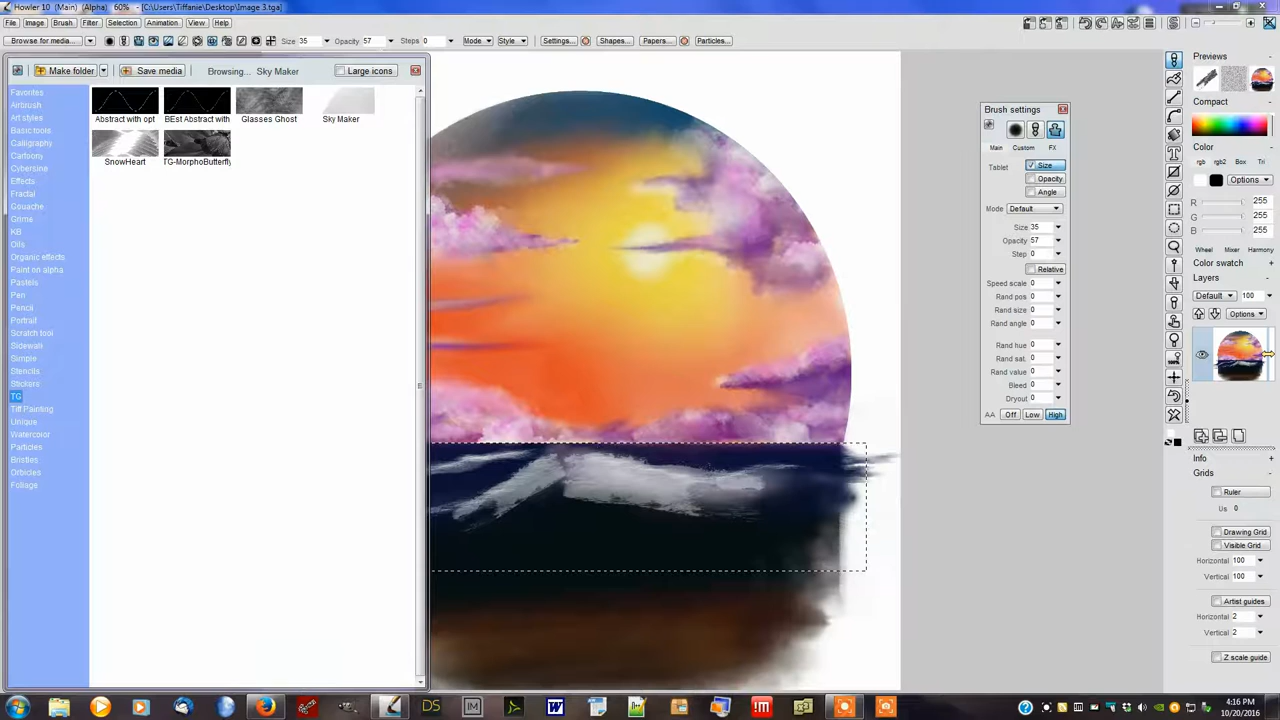 Howler 10 (Main) (Alpha) 60% - [C:\Users\Tiffanie\Desktop\Image 3.tga]
File Image Brush Filter Selection Animation View Help
Browse for media... Size 35 Opacity 57 Steps 0 Mode Style Settings... Shapes... Papers... Particles...
Make folder Save media Browsing... Sky Maker Large icons
Favorites
Airbrush
Art styles
Basic tools
Calligraphy
Cartoony
Cybersine
Effects
Fractal
Gouache
Grime
KB
Oils
Organic effects
Paint on alpha
Pastels
Pen
Pencil
Portrait
Scratch tool
Sidewalk
Simple
Stencils
Stickers
TG
Tiff Painting
Unique
Watercolor
Particles
Bristles
Orbicles
Foliage
Abstract with opt BEst Abstract with Glasses Ghost Sky Maker
SnowHeart TG-MorphoButterfly
Brush settings
Main Custom FX
Tablet Size
Opacity
Angle
Mode Default
Size 35
Opacity 57
Step 0
Relative
Speed scale 0
Rand pos 0
Rand size 0
Rand angle 0
Rand hue 0
Rand sat. 0
Rand value 0
Bleed 0
Dryout 0
AA Off Low High
Previews
Compact
Color
rgb rgb2 Box Tri
Options
R 255
G 255
B 255
Wheel Mixer Harmony
Color swatch +
Layers -
Default 100
Options
Info +
Grids -
Ruler
Us 0
Drawing Grid
Visible Grid
Horizontal 100
Vertical 100
Artist guides
Horizontal 2
Vertical 2
Z scale guide
DS IM W !m
4:16 PM
10/20/2016